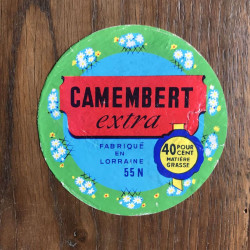 CAMEMBERT
extra
FABRIQUÉ
EN
LORRAINE
55 N
40 POUR
CENT
MATIÈRE
GRASSE